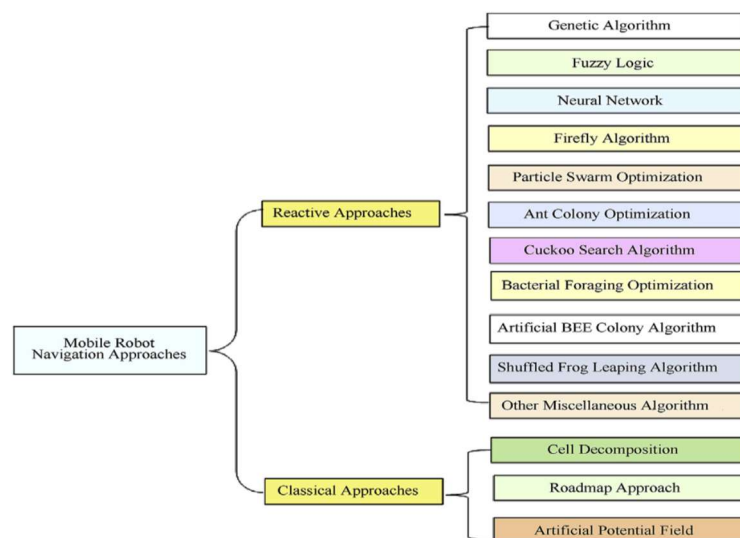 Genetic Algorithm
Fuzzy Logic
Neural Network
Firefly Algorithm
Particle Swarm Optimization
Reactive Approaches
Ant Colony Optimization
Cuckoo Search Algorithm
Bacterial Foraging Optimization
Artificial BEE Colony Algorithm
Mobile Robot
Navigation Approaches
Shuffled Frog Leaping Algorithm
Other Miscellaneous Algorithm
Cell Decomposition
Classical Approaches
Roadmap Approach
Artificial Potential Field